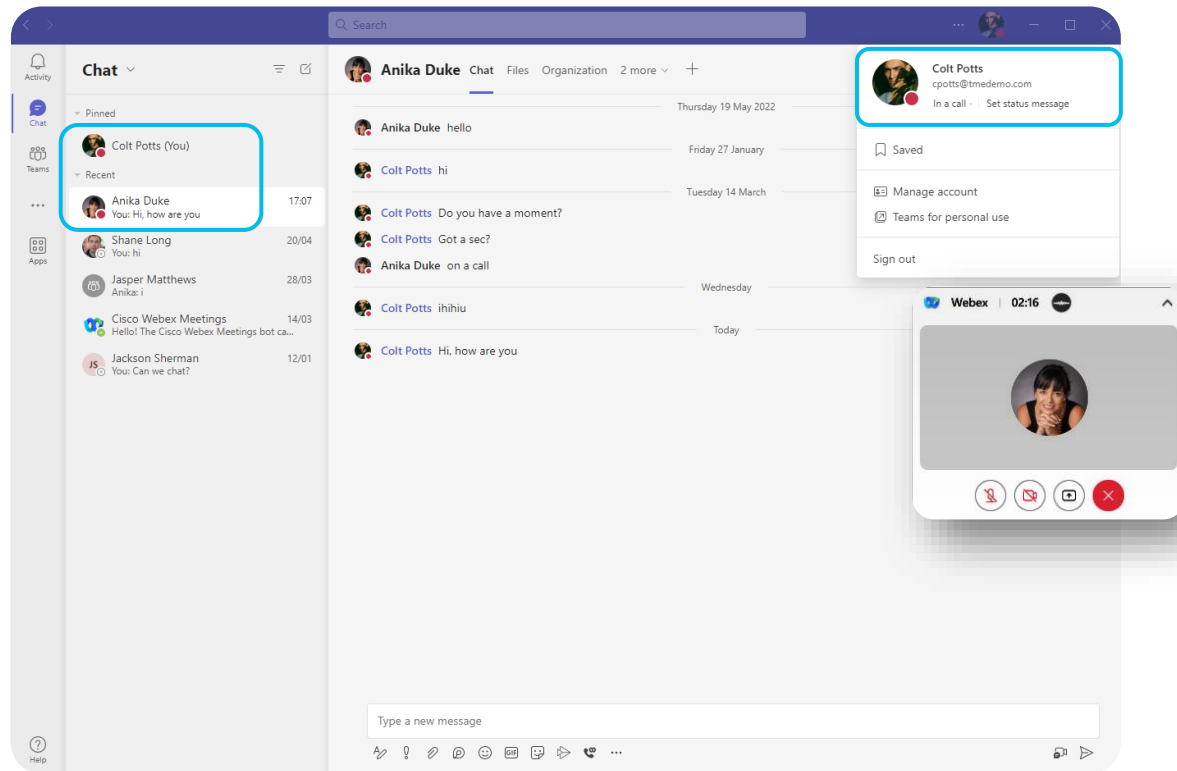 Search
Activity
Chat
Teams
Apps
Help
Chat
Pinned
Colt Potts (You)
Recent
Anika Duke 17:07
You: Hi, how are you
Shane Long 20/04
You: hi
Jasper Matthews 28/03
Anika: i
Cisco Webex Meetings 14/03
Hello! The Cisco Webex Meetings bot ca...
JS
Jackson Sherman 12/01
You: Can we chat?
Anika Duke Chat Files Organization 2 more
Thursday 19 May 2022
Anika Duke hello
Friday 27 January
Colt Potts hi
Tuesday 14 March
Colt Potts Do you have a moment?
Colt Potts Got a sec?
Anika Duke on a call
Wednesday
Colt Potts ihihiu
Today
Colt Potts Hi, how are you
Type a new message
GIF
Colt Potts
cpotts@tmedemo.com
In a call Set status message
Saved
Manage account
Teams for personal use
Sign out
Webex 02:16